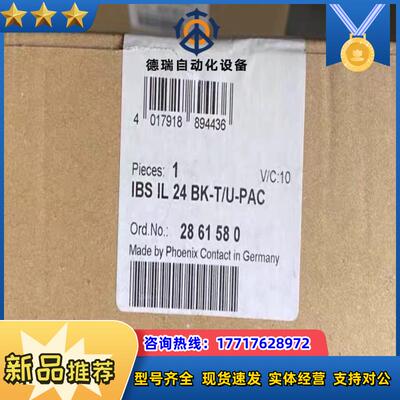 德瑞自动化设备
4 017918 894436
Pieces: 1
V/C:10
IBS IL 24 BK-T/U-PAC
Ord.No.: 28 61 58 0
Made by Phoenix Contact in Germany
新品推荐
咨询热线：17717628972
型号齐全 现货速发 实体经营 支持对公